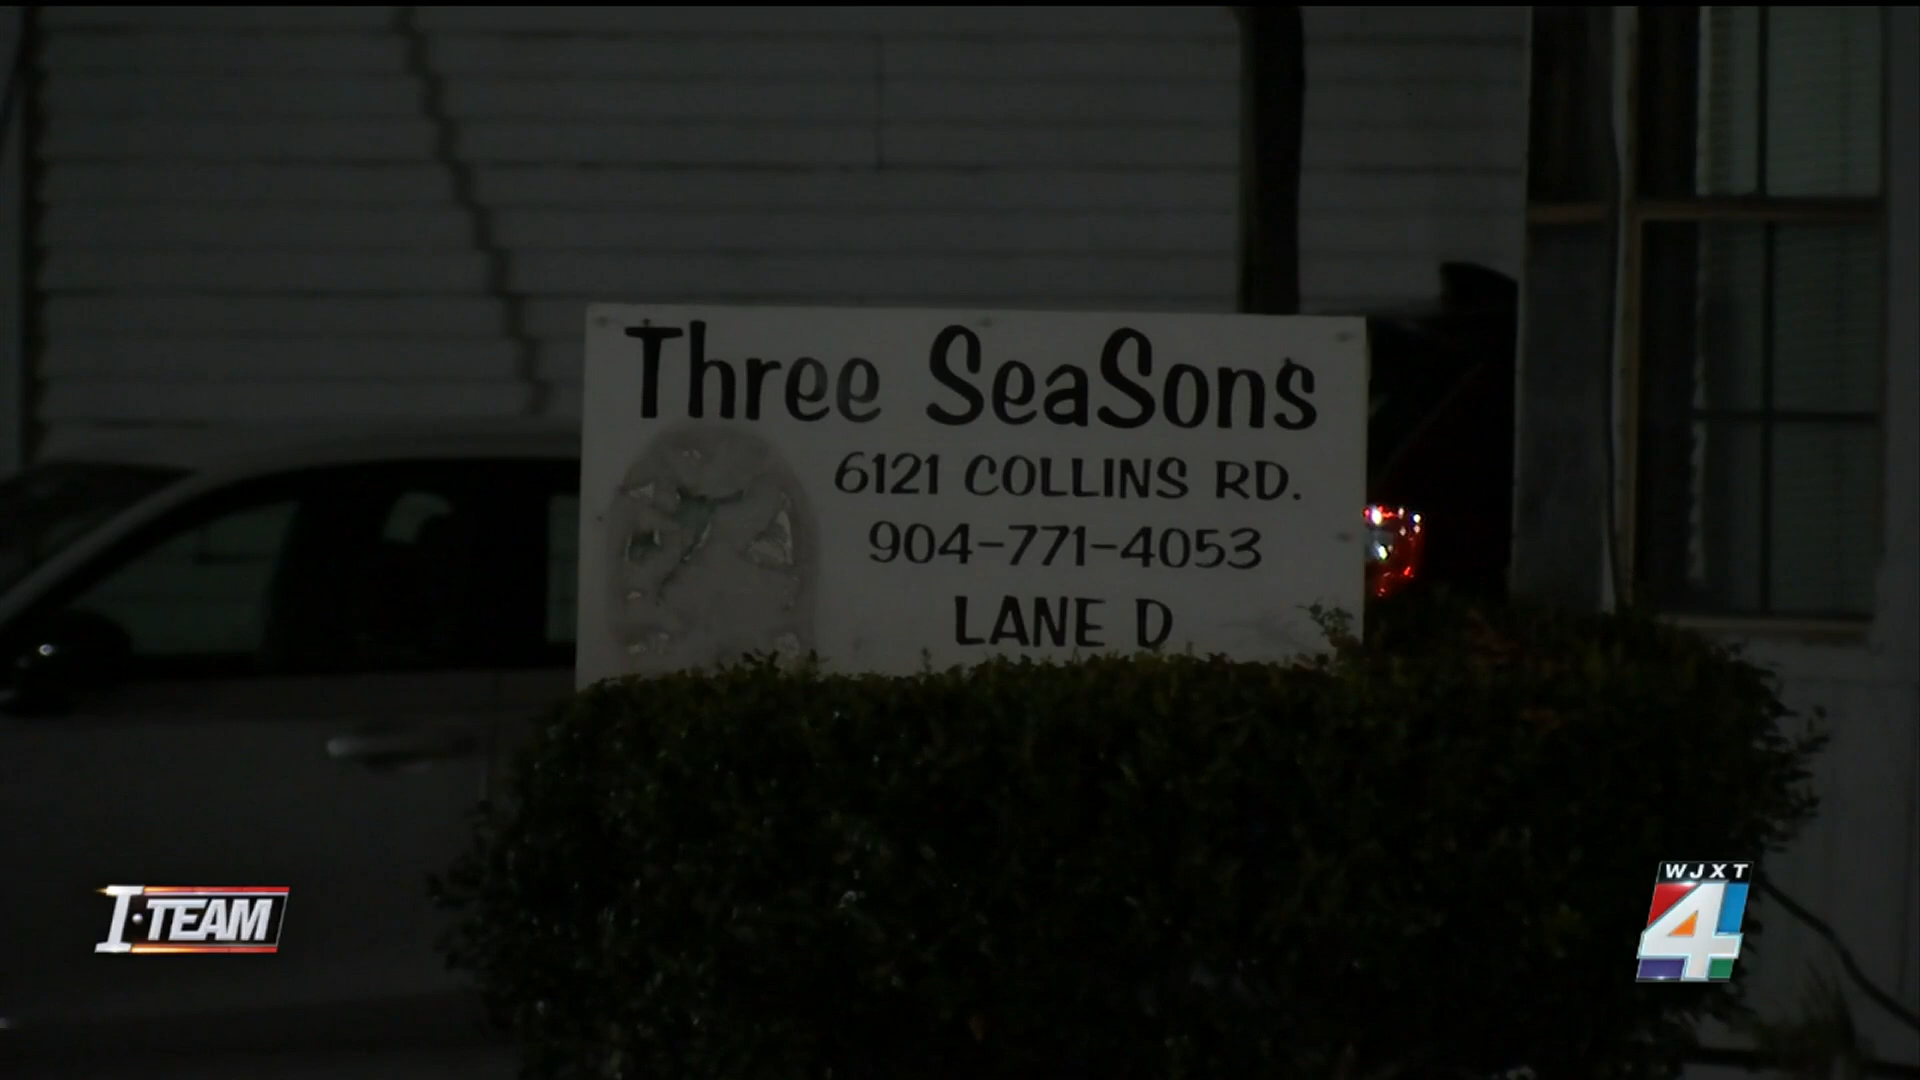 Three SeaSons
6121 COLLINS RD.
904-771-4053
LANE D
I-TEAM
WJXT
4